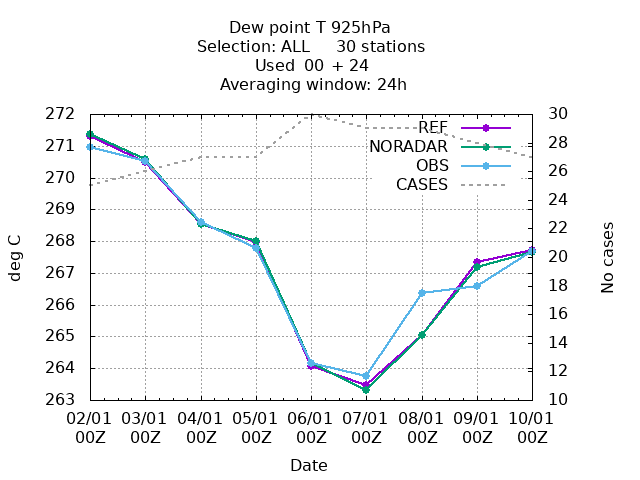 Dew point T 925hPa
Selection: ALL     30 stations
Used  00 + 24
Averaging window: 24h
272
271
270
269
268
267
266
265
264
263
deg C
30
28
26
24
22
20
18
16
14
12
10
No cases
REF
NORADAR
OBS
CASES
02/01 03/01 04/01 05/01 06/01 07/01 08/01 09/01 10/01
00Z 00Z 00Z 00Z 00Z 00Z 00Z 00Z 00Z
Date